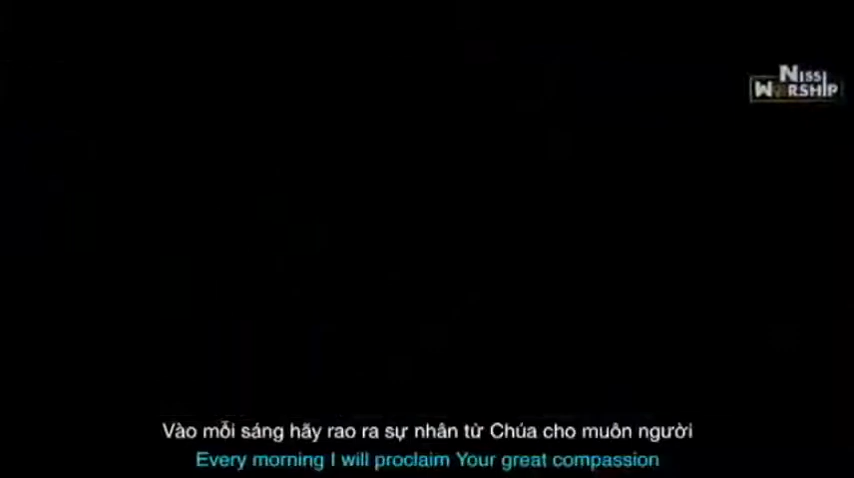 NISSI
WORSHIP
Vào mỗi sáng hãy rao ra sự nhân từ Chúa cho muôn người
Every morning I will proclaim Your great compassion